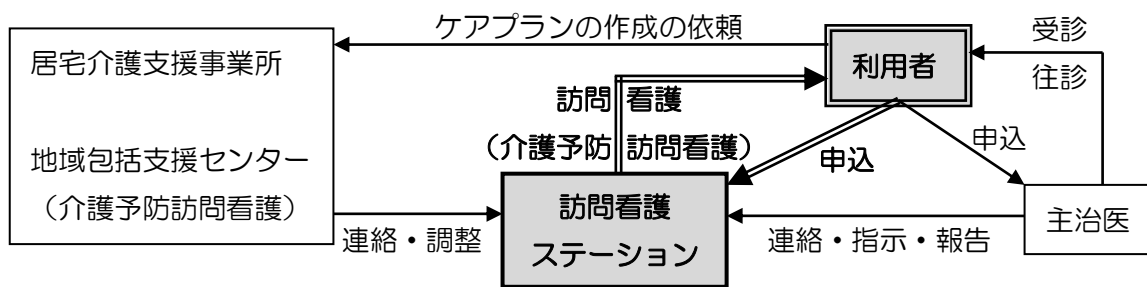 ケアプランの作成の依頼
受診
往診
居宅介護支援事業所
利用者
訪問 看護
地域包括支援センター
(介護予防 訪問看護)
申込
申込
(介護予防訪問看護)
訪問看護
ステーション
主治医
連絡・調整
連絡・指示・報告